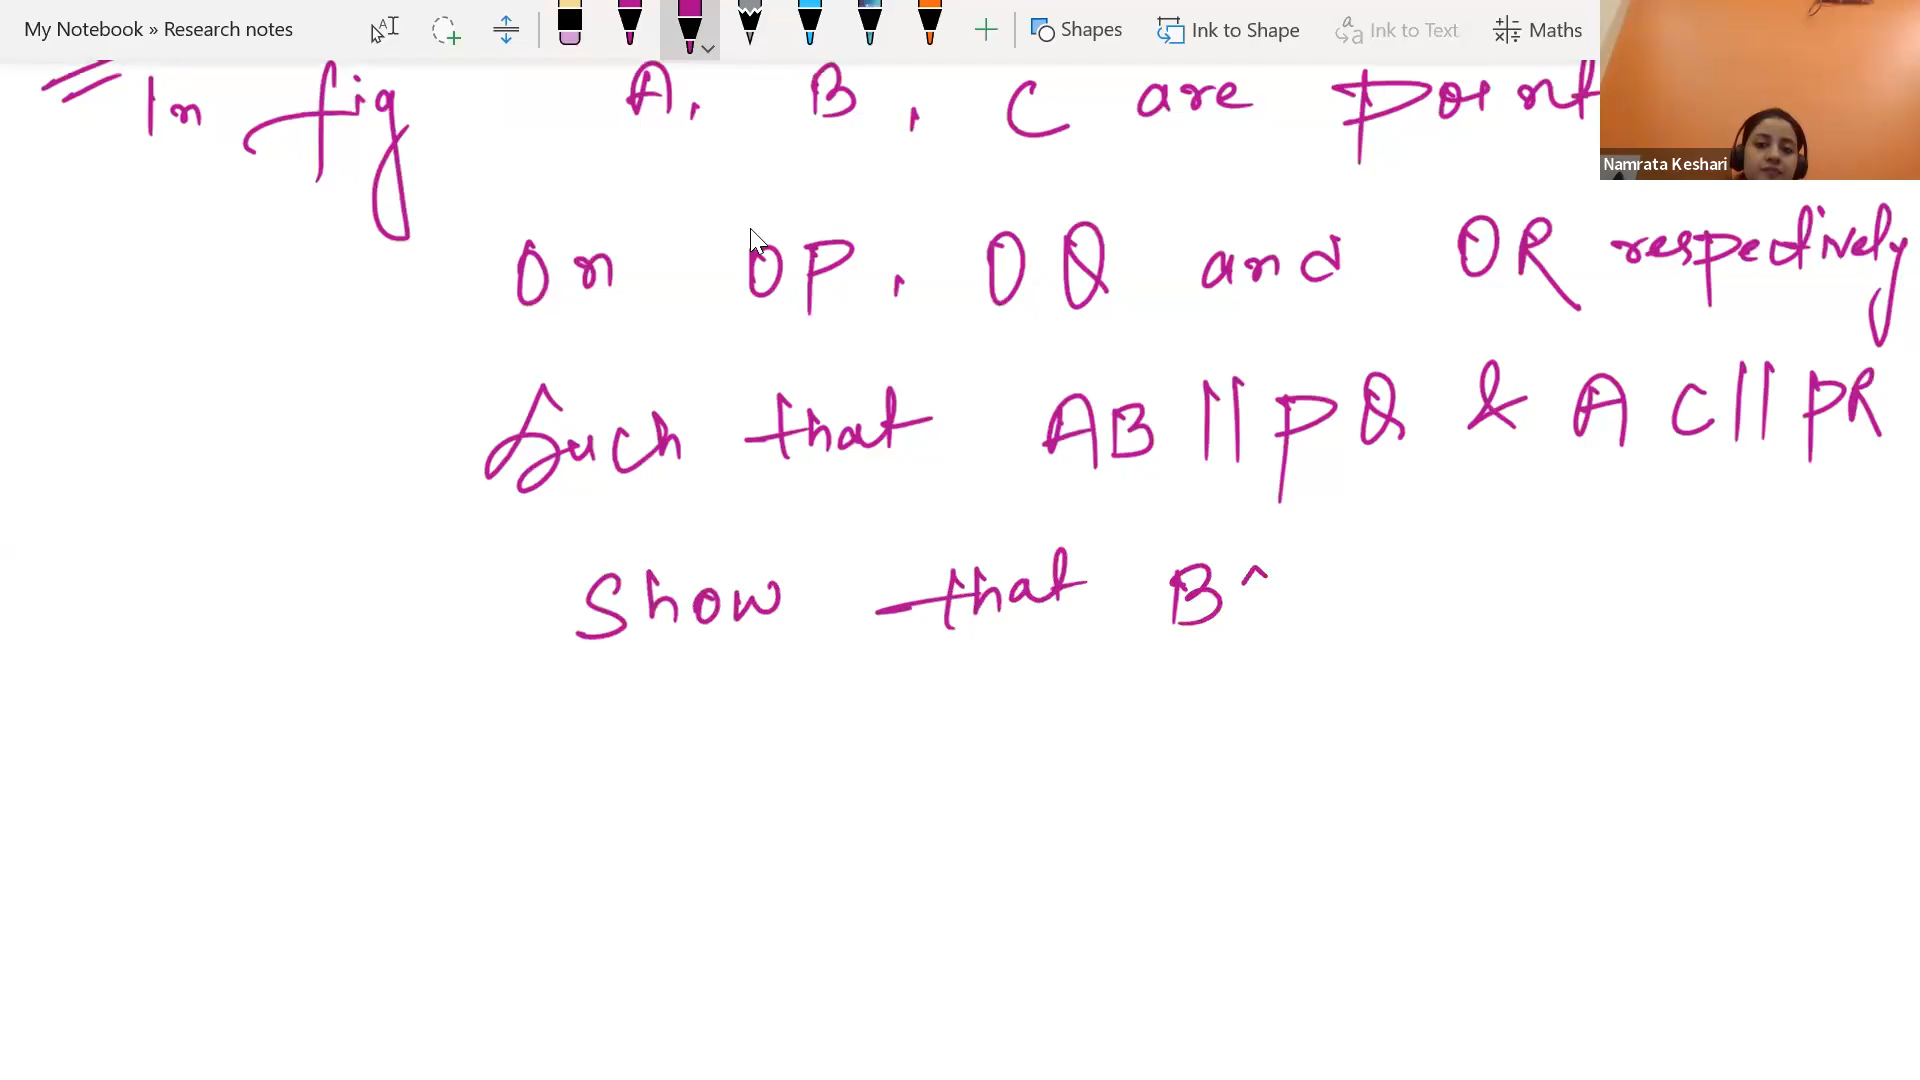 My Notebook » Research notes
Shapes
Ink to Shape
Ink to Text
Maths
Namrata Keshari
In fig A, B, C are point
on OP, OQ and OR respectively
Such that AB || PQ & AC || PR
Show that B